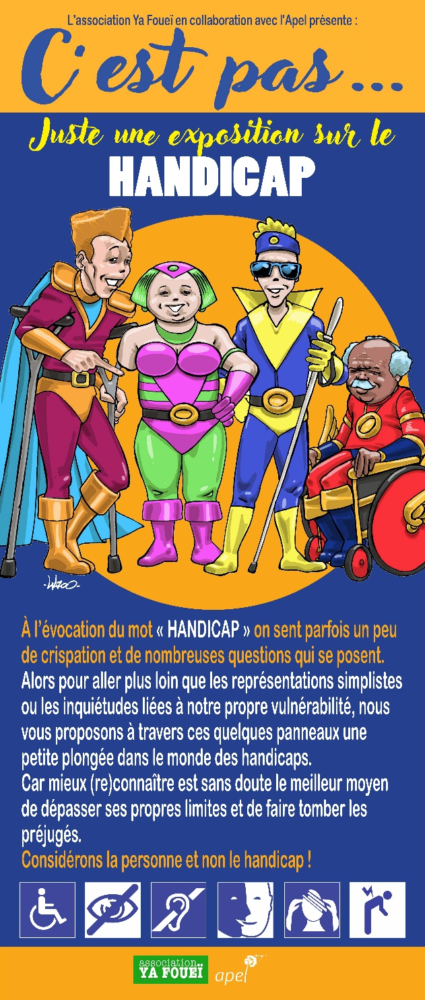 L'association Ya Foueï en collaboration avec l'Apel présente :
C'est pas...
Juste une exposition sur le
HANDICAP
-WAZOO-
À l'évocation du mot « HANDICAP » on sent parfois un peu
de crispation et de nombreuses questions qui se posent.
Alors pour aller plus loin que les représentations simplistes
ou les inquiétudes liées à notre propre vulnérabilité, nous
vous proposons à travers ces quelques panneaux une
petite plongée dans le monde des handicaps.
Car mieux (re)connaître est sans doute le meilleur moyen
de dépasser ses propres limites et de faire tomber les
préjugés.
Considérons la personne et non le handicap !
association
YA FOUEÏ
apel